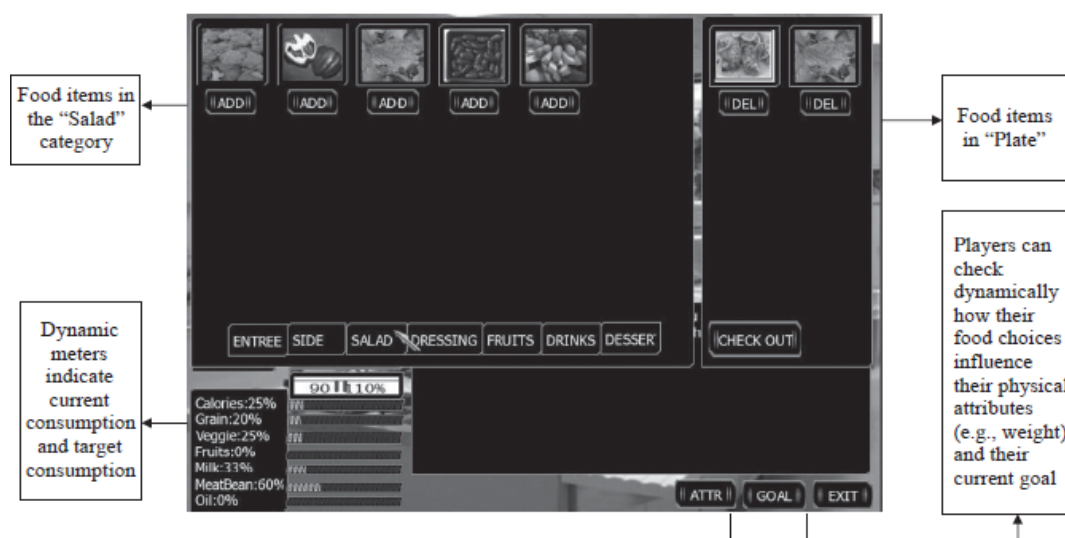 Food items in
the “Salad”
category
ADD ADD ADD ADD ADD
DEL DEL
Food items
in “Plate”
Players can
check
dynamically
how their
food choices
influence
their physical
attributes
(e.g., weight)
and their
current goal
Dynamic
meters
indicate
current
consumption
and target
consumption
ENTREE SIDE SALAD DRESSING FRUITS DRINKS DESSER
CHECK OUT
90 110%
Calories:25%
Grain:20%
Veggie:25%
Fruits:0%
Milk:33%
MeatBean:60%
Oil:0%
ATTR GOAL EXIT